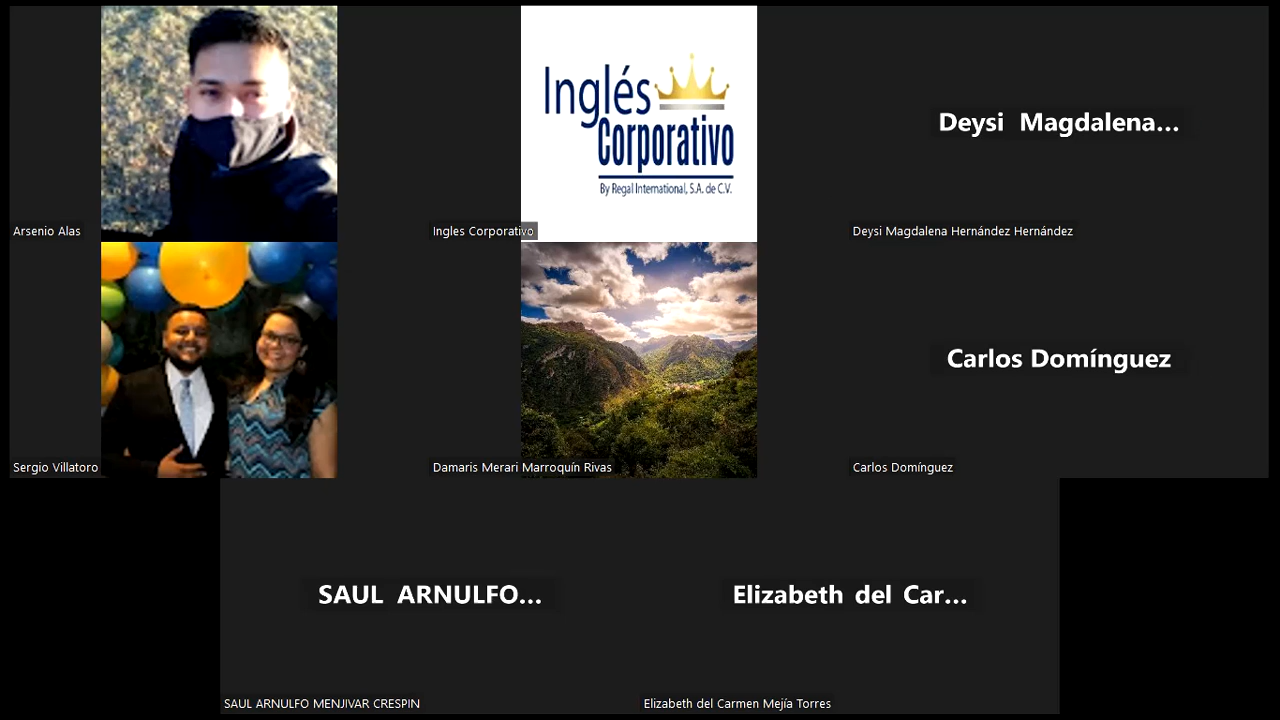 Inglés
Corporativo
By Regal International, S.A. de C.V.
Deysi Magdalena...
Arsenio Alas
Ingles Corporativo
Deysi Magdalena Hernández Hernández
Carlos Domínguez
Sergio Villatoro
Damaris Merari Marroquín Rivas
Carlos Domínguez
SAUL ARNULFO...
Elizabeth del Car...
SAUL ARNULFO MENJIVAR CRESPIN
Elizabeth del Carmen Mejía Torres